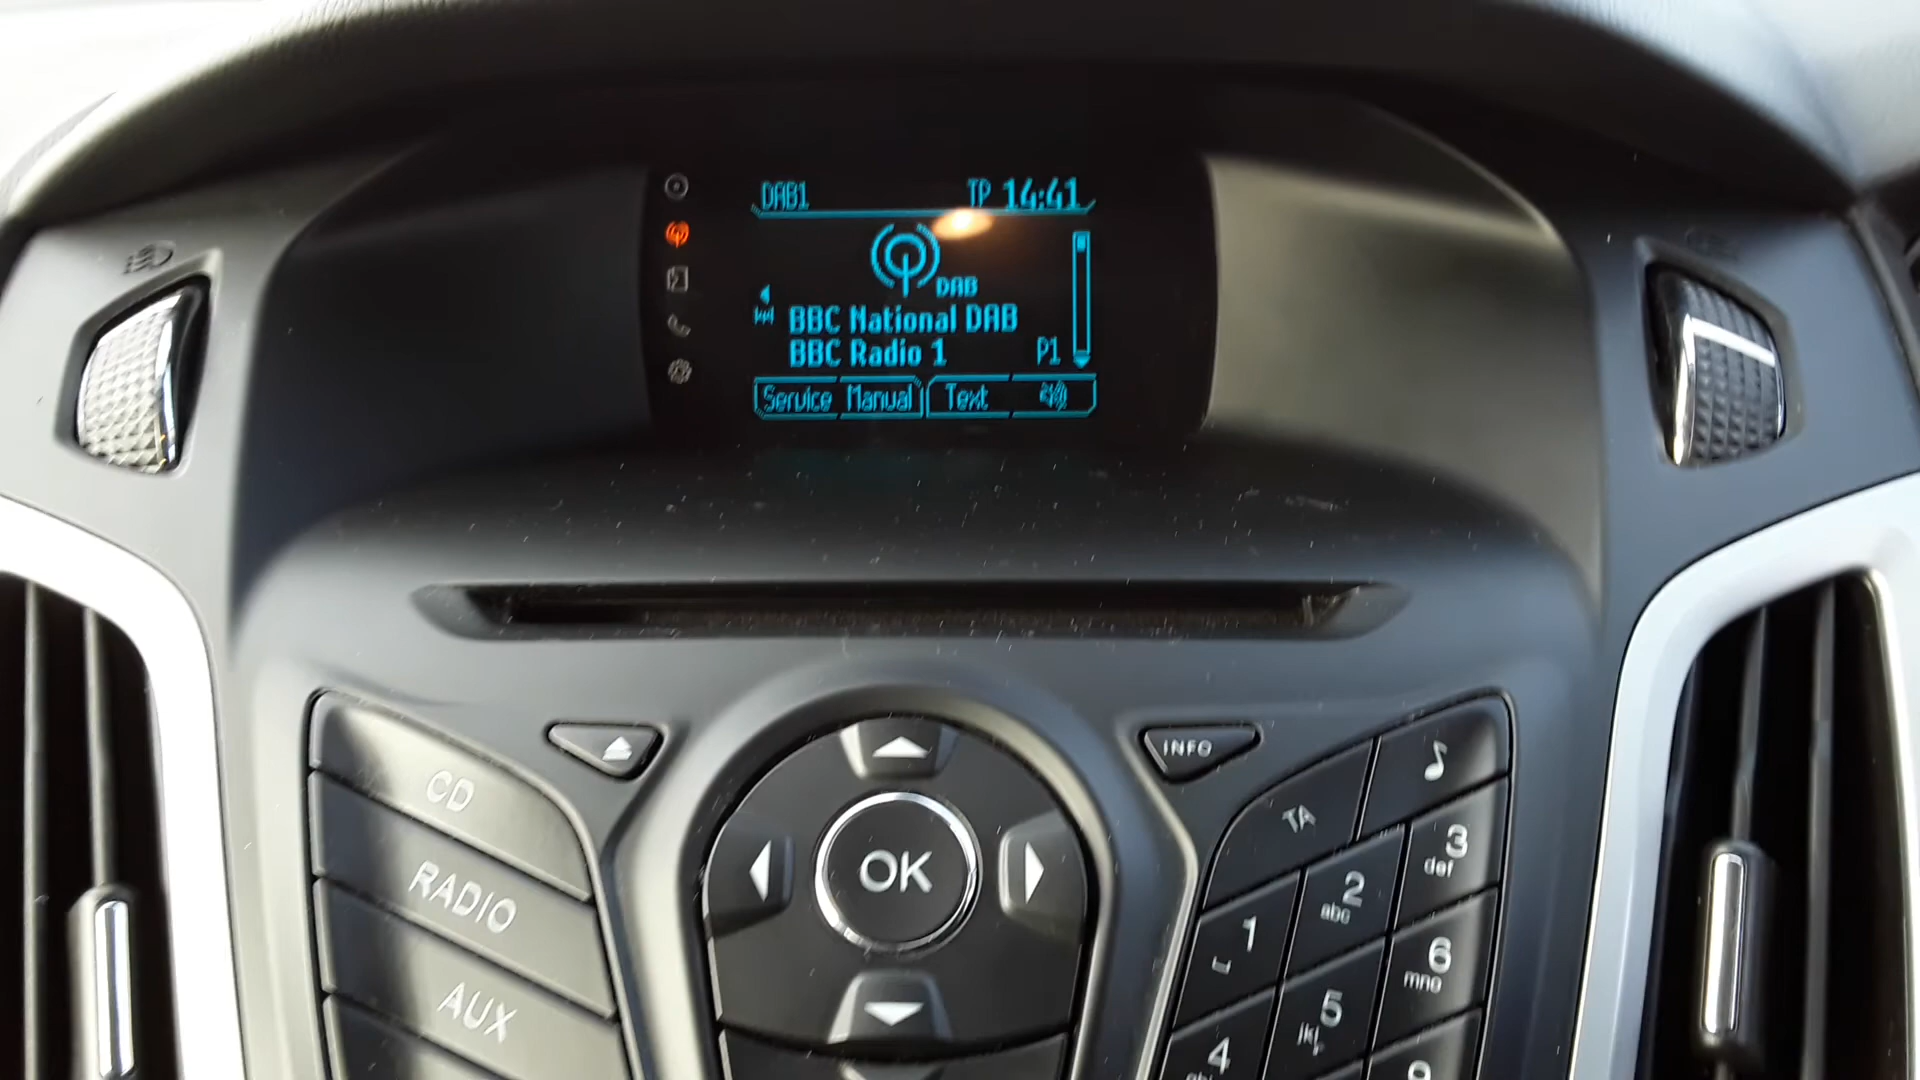 DAB1 TP 14:41
DAB
BBC National DAB
BBC Radio 1 P1
Service Manual Text
INFO
CD
TA
RADIO
AUX
OK
1
2 abc
3 def
4
5 jkl
6 mno
9